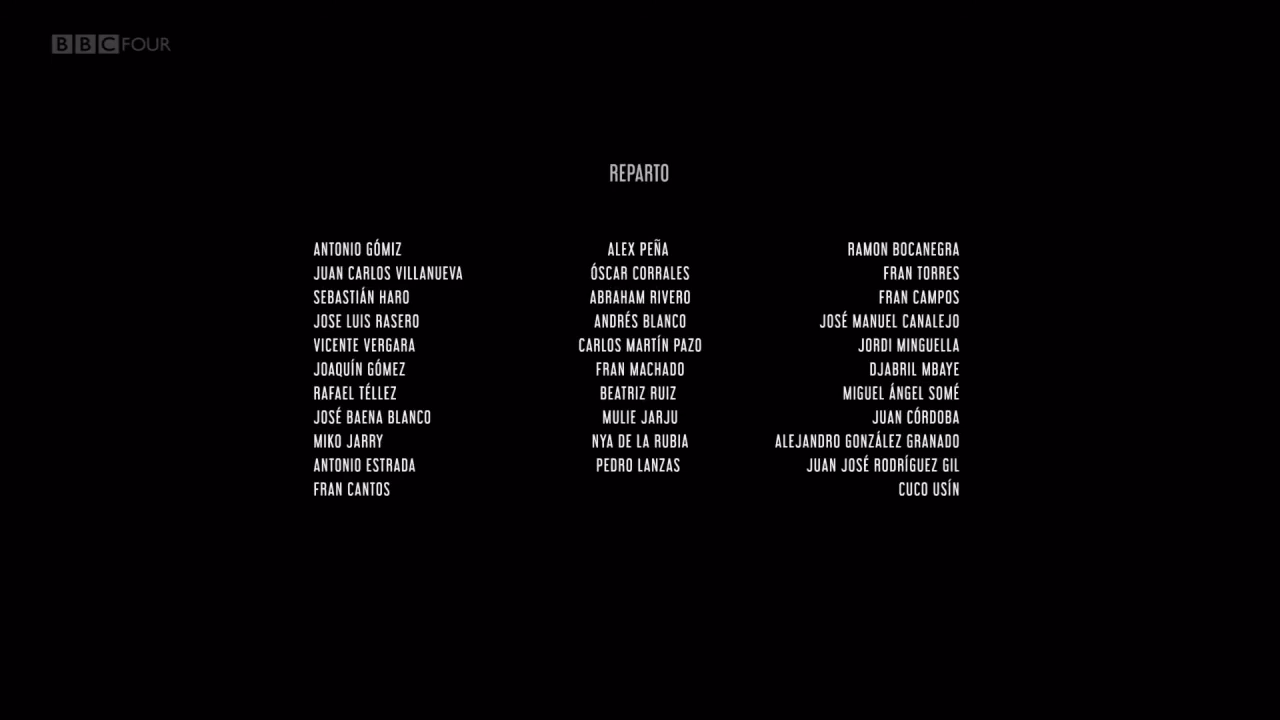 BBC FOUR
REPARTO
ANTONIO GÓMIZ
JUAN CARLOS VILLANUEVA
SEBASTIÁN HARO
JOSE LUIS RASERO
VICENTE VERGARA
JOAQUÍN GÓMEZ
RAFAEL TÉLLEZ
JOSÉ BAENA BLANCO
MIKO JARRY
ANTONIO ESTRADA
FRAN CANTOS
ALEX PEÑA
ÓSCAR CORRALES
ABRAHAM RIVERO
ANDRÉS BLANCO
CARLOS MARTÍN PAZO
FRAN MACHADO
BEATRIZ RUIZ
MULIE JARJU
NYA DE LA RUBIA
PEDRO LANZAS
RAMON BOCANEGRA
FRAN TORRES
FRAN CAMPOS
JOSÉ MANUEL CANALEJO
JORDI MINGUELLA
DJABRIL MBAYE
MIGUEL ÁNGEL SOMÉ
JUAN CÓRDOBA
ALEJANDRO GONZÁLEZ GRANADO
JUAN JOSÉ RODRÍGUEZ GIL
CUCO USÍN